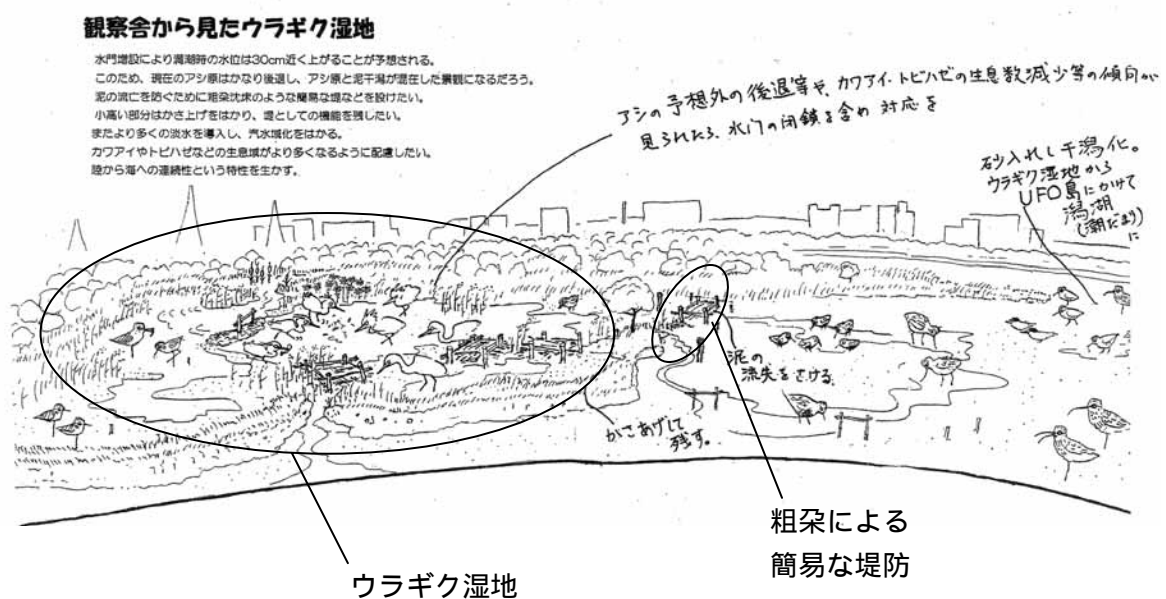 観察舎から見たウラギク湿地
水門増設により満潮時の水位は30cm近く上がることが予想される。
このため、現在のアシ原はかなり後退し、アシ原と泥干潟が混在した景観になるだろう。
泥の流亡を防ぐために粗朶沈床のような簡易な堤などを設けたい。
小高い部分はかさ上げをはかり、堤としての機能を残したい。
またより多くの淡水を導入し、汽水域化をはかる。
カワアイやトビハゼなどの生息域がより多くなるように配慮したい。
陸から海への連続性という特性を生かす。
アシの予想外の後退等や、カワアイ・トビハゼの生息数減少等の傾向が
見られたら、水门の閉鎖を含め対応を
砂入れし干潟化。
ウラギク湿地から
UFO島にかけて
潟湖
(潮だまり)
に
泥の
流失をさける。
かさあげして
残す。
粗朶による
簡易な堤防
ウラギク湿地